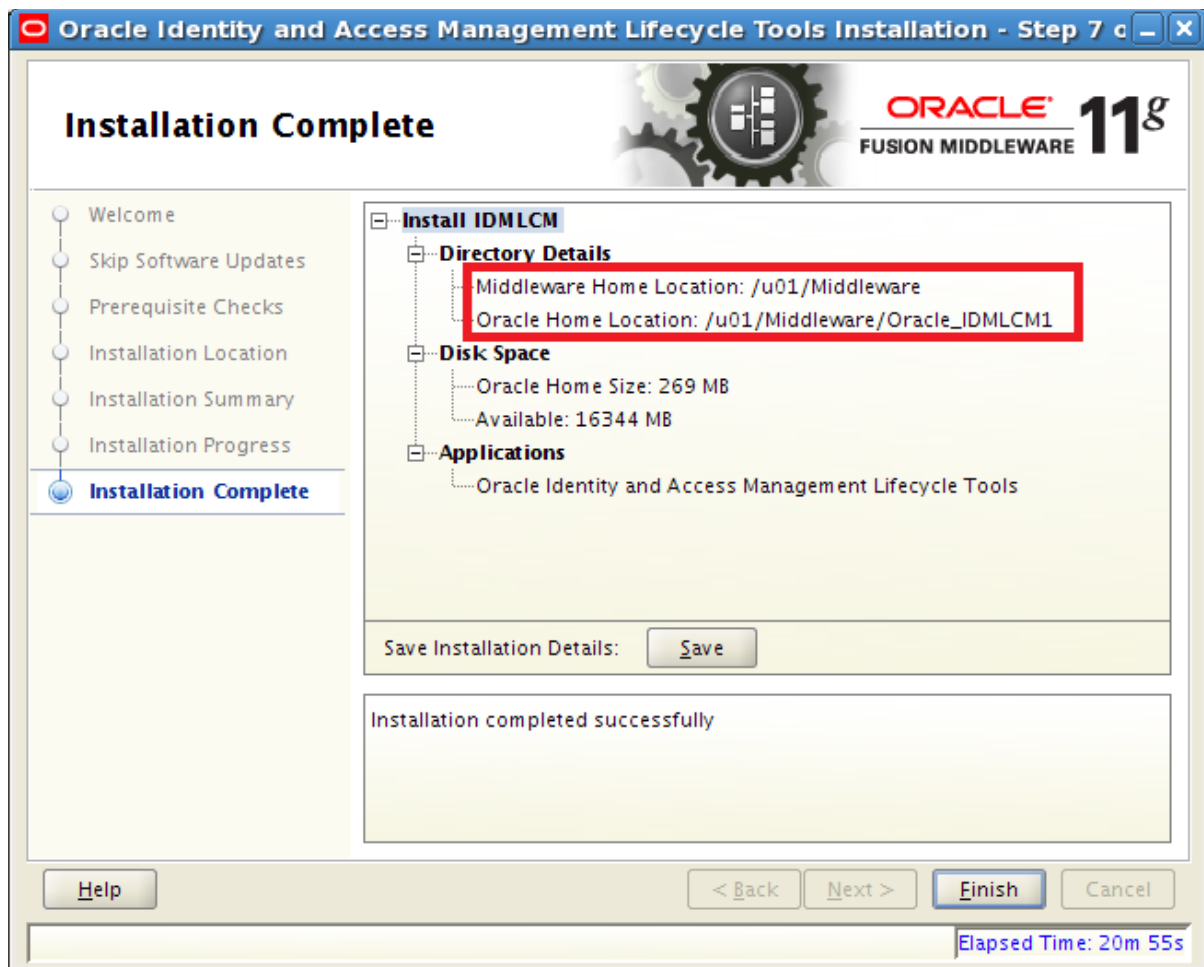 Oracle Identity and Access Management Lifecycle Tools Installation - Step 7 o
Installation Complete
ORACLE
FUSION MIDDLEWARE
11g
Welcome
Skip Software Updates
Prerequisite Checks
Installation Location
Installation Summary
Installation Progress
Installation Complete
Install IDMLCM
Directory Details
Middleware Home Location: /u01/Middleware
Oracle Home Location: /u01/Middleware/Oracle_IDMLCM1
Disk Space
Oracle Home Size: 269 MB
Available: 16344 MB
Applications
Oracle Identity and Access Management Lifecycle Tools
Save Installation Details:
Save
Installation completed successfully
Help
< Back
Next >
Finish
Cancel
Elapsed Time: 20m 55s